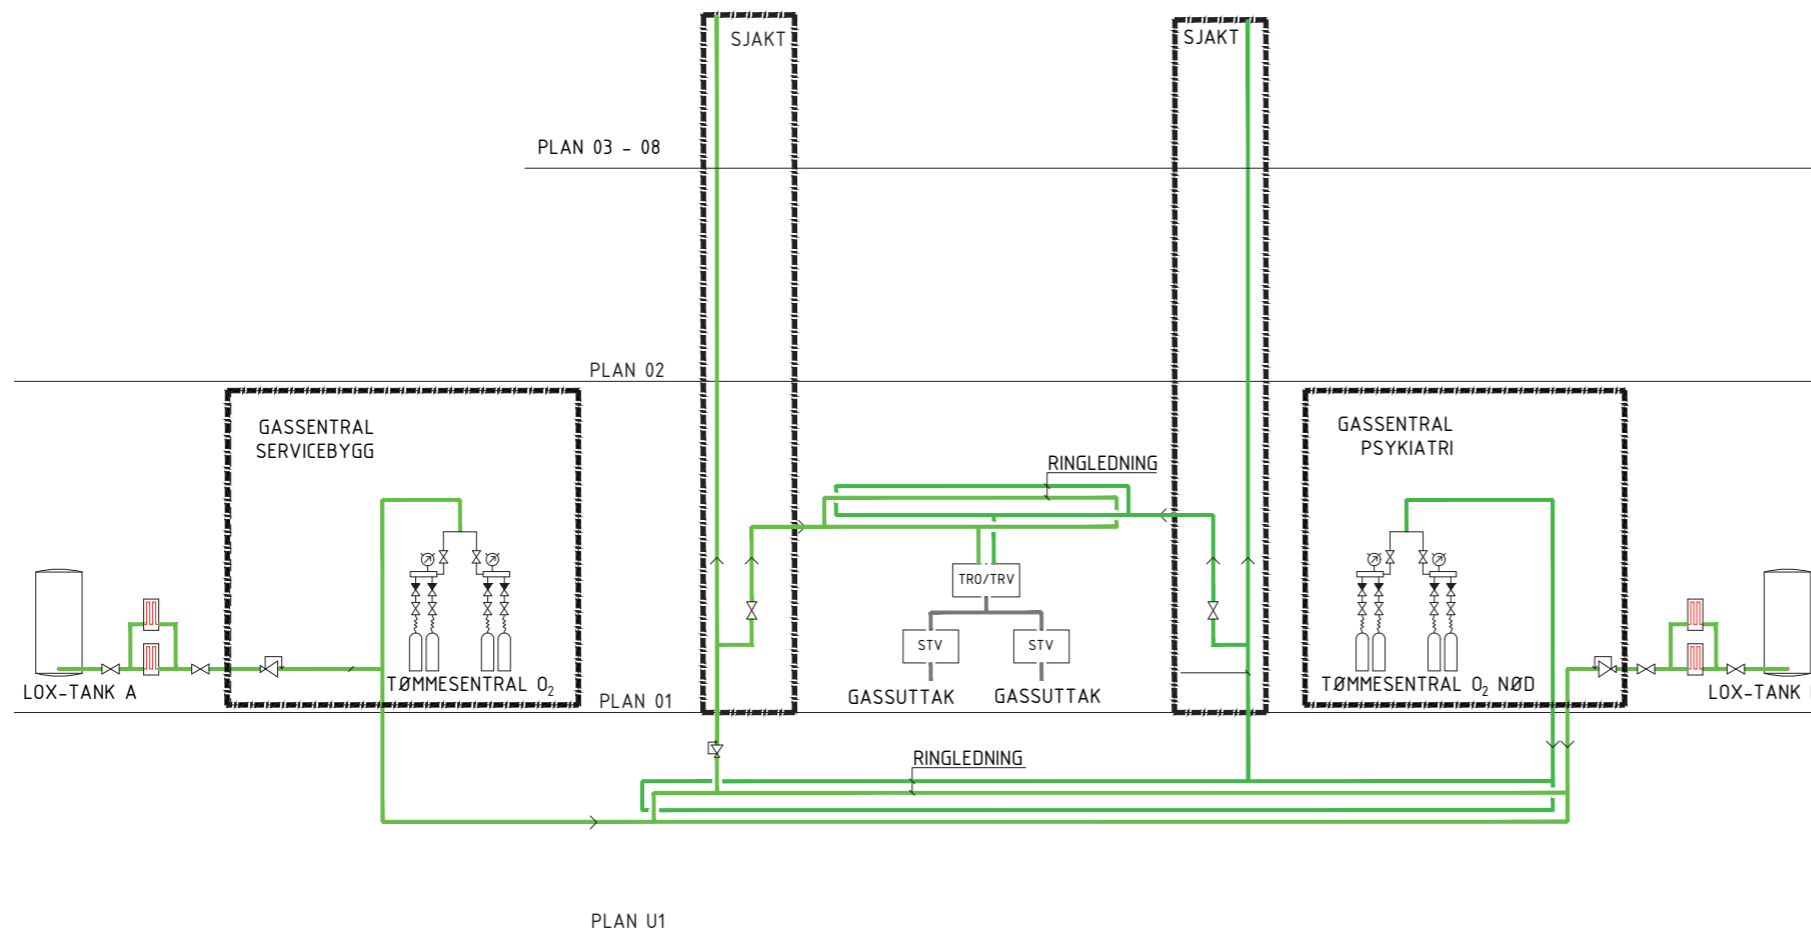 SJAKT
SJAKT
PLAN 03 - 08
PLAN 02
GASSENTRAL
SERVICEBYGG
GASSENTRAL
PSYKIATRI
RINGLEDNING
TRO/TRV
STV
STV
LOX-TANK A
TØMMESENTRAL O₂
PLAN 01
GASSUTTAK
GASSUTTAK
TØMMESENTRAL O₂ NØD
LOX-TANK
RINGLEDNING
PLAN U1